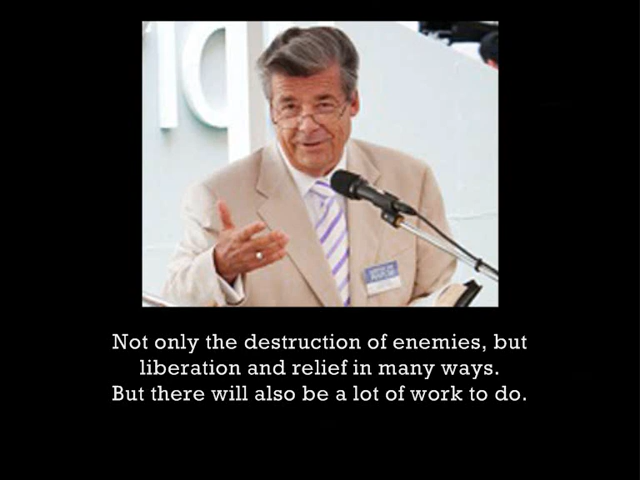 Not only the destruction of enemies, but
liberation and relief in many ways.
But there will also be a lot of work to do.